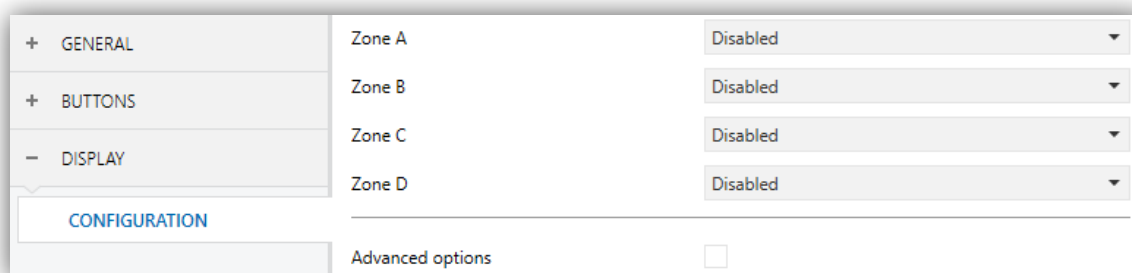 + GENERAL
+ BUTTONS
− DISPLAY
CONFIGURATION
Zone A Disabled
Zone B Disabled
Zone C Disabled
Zone D Disabled
Advanced options